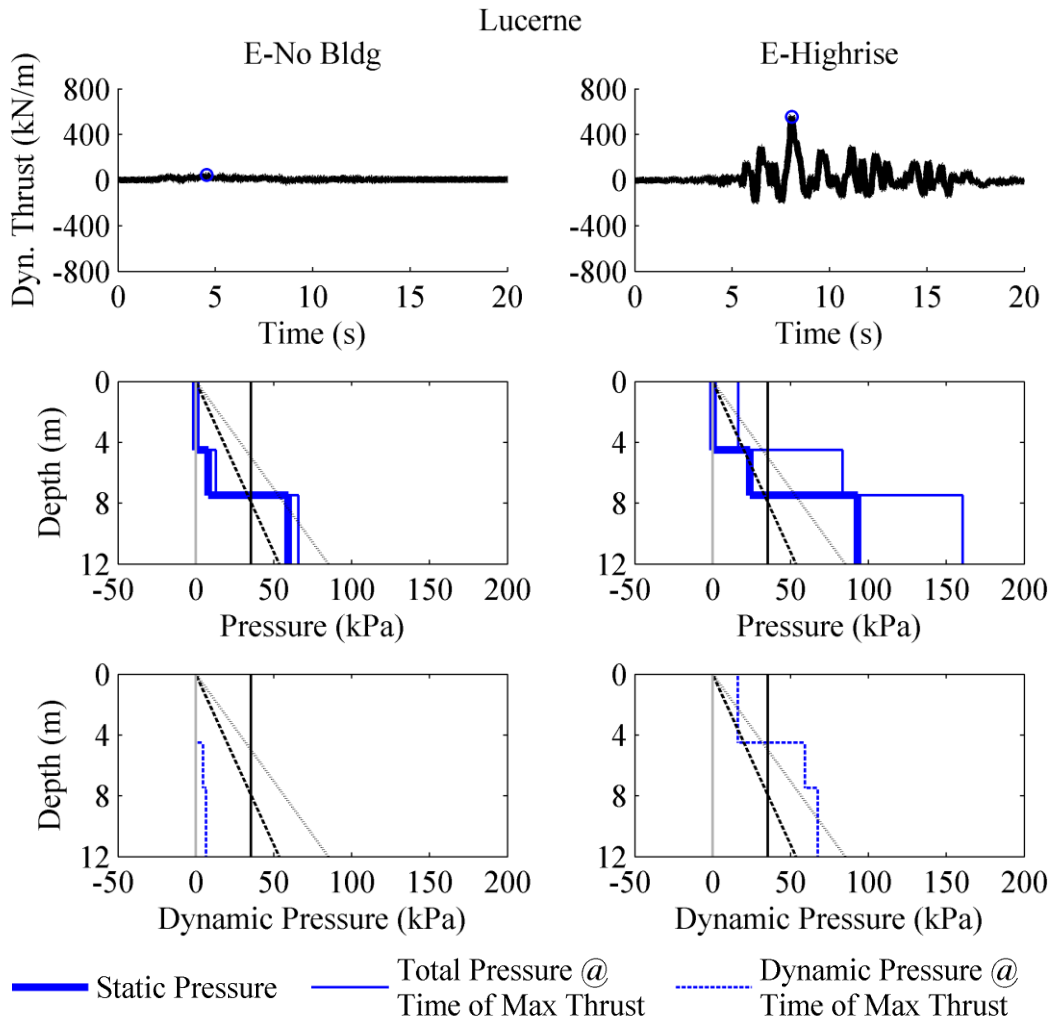 Lucerne
E-No Bldg
E-Highrise
Dyn. Thrust (kN/m)
800
400
0
-400
-800
0 5 10 15 20
Time (s)
800
400
0
-400
-800
0 5 10 15 20
Time (s)
Depth (m)
0
4
8
12
-50 0 50 100 150 200
Pressure (kPa)
0
4
8
12
-50 0 50 100 150 200
Pressure (kPa)
Depth (m)
0
4
8
12
-50 0 50 100 150 200
Dynamic Pressure (kPa)
0
4
8
12
-50 0 50 100 150 200
Dynamic Pressure (kPa)
Static Pressure
Total Pressure @
Time of Max Thrust
Dynamic Pressure @
Time of Max Thrust